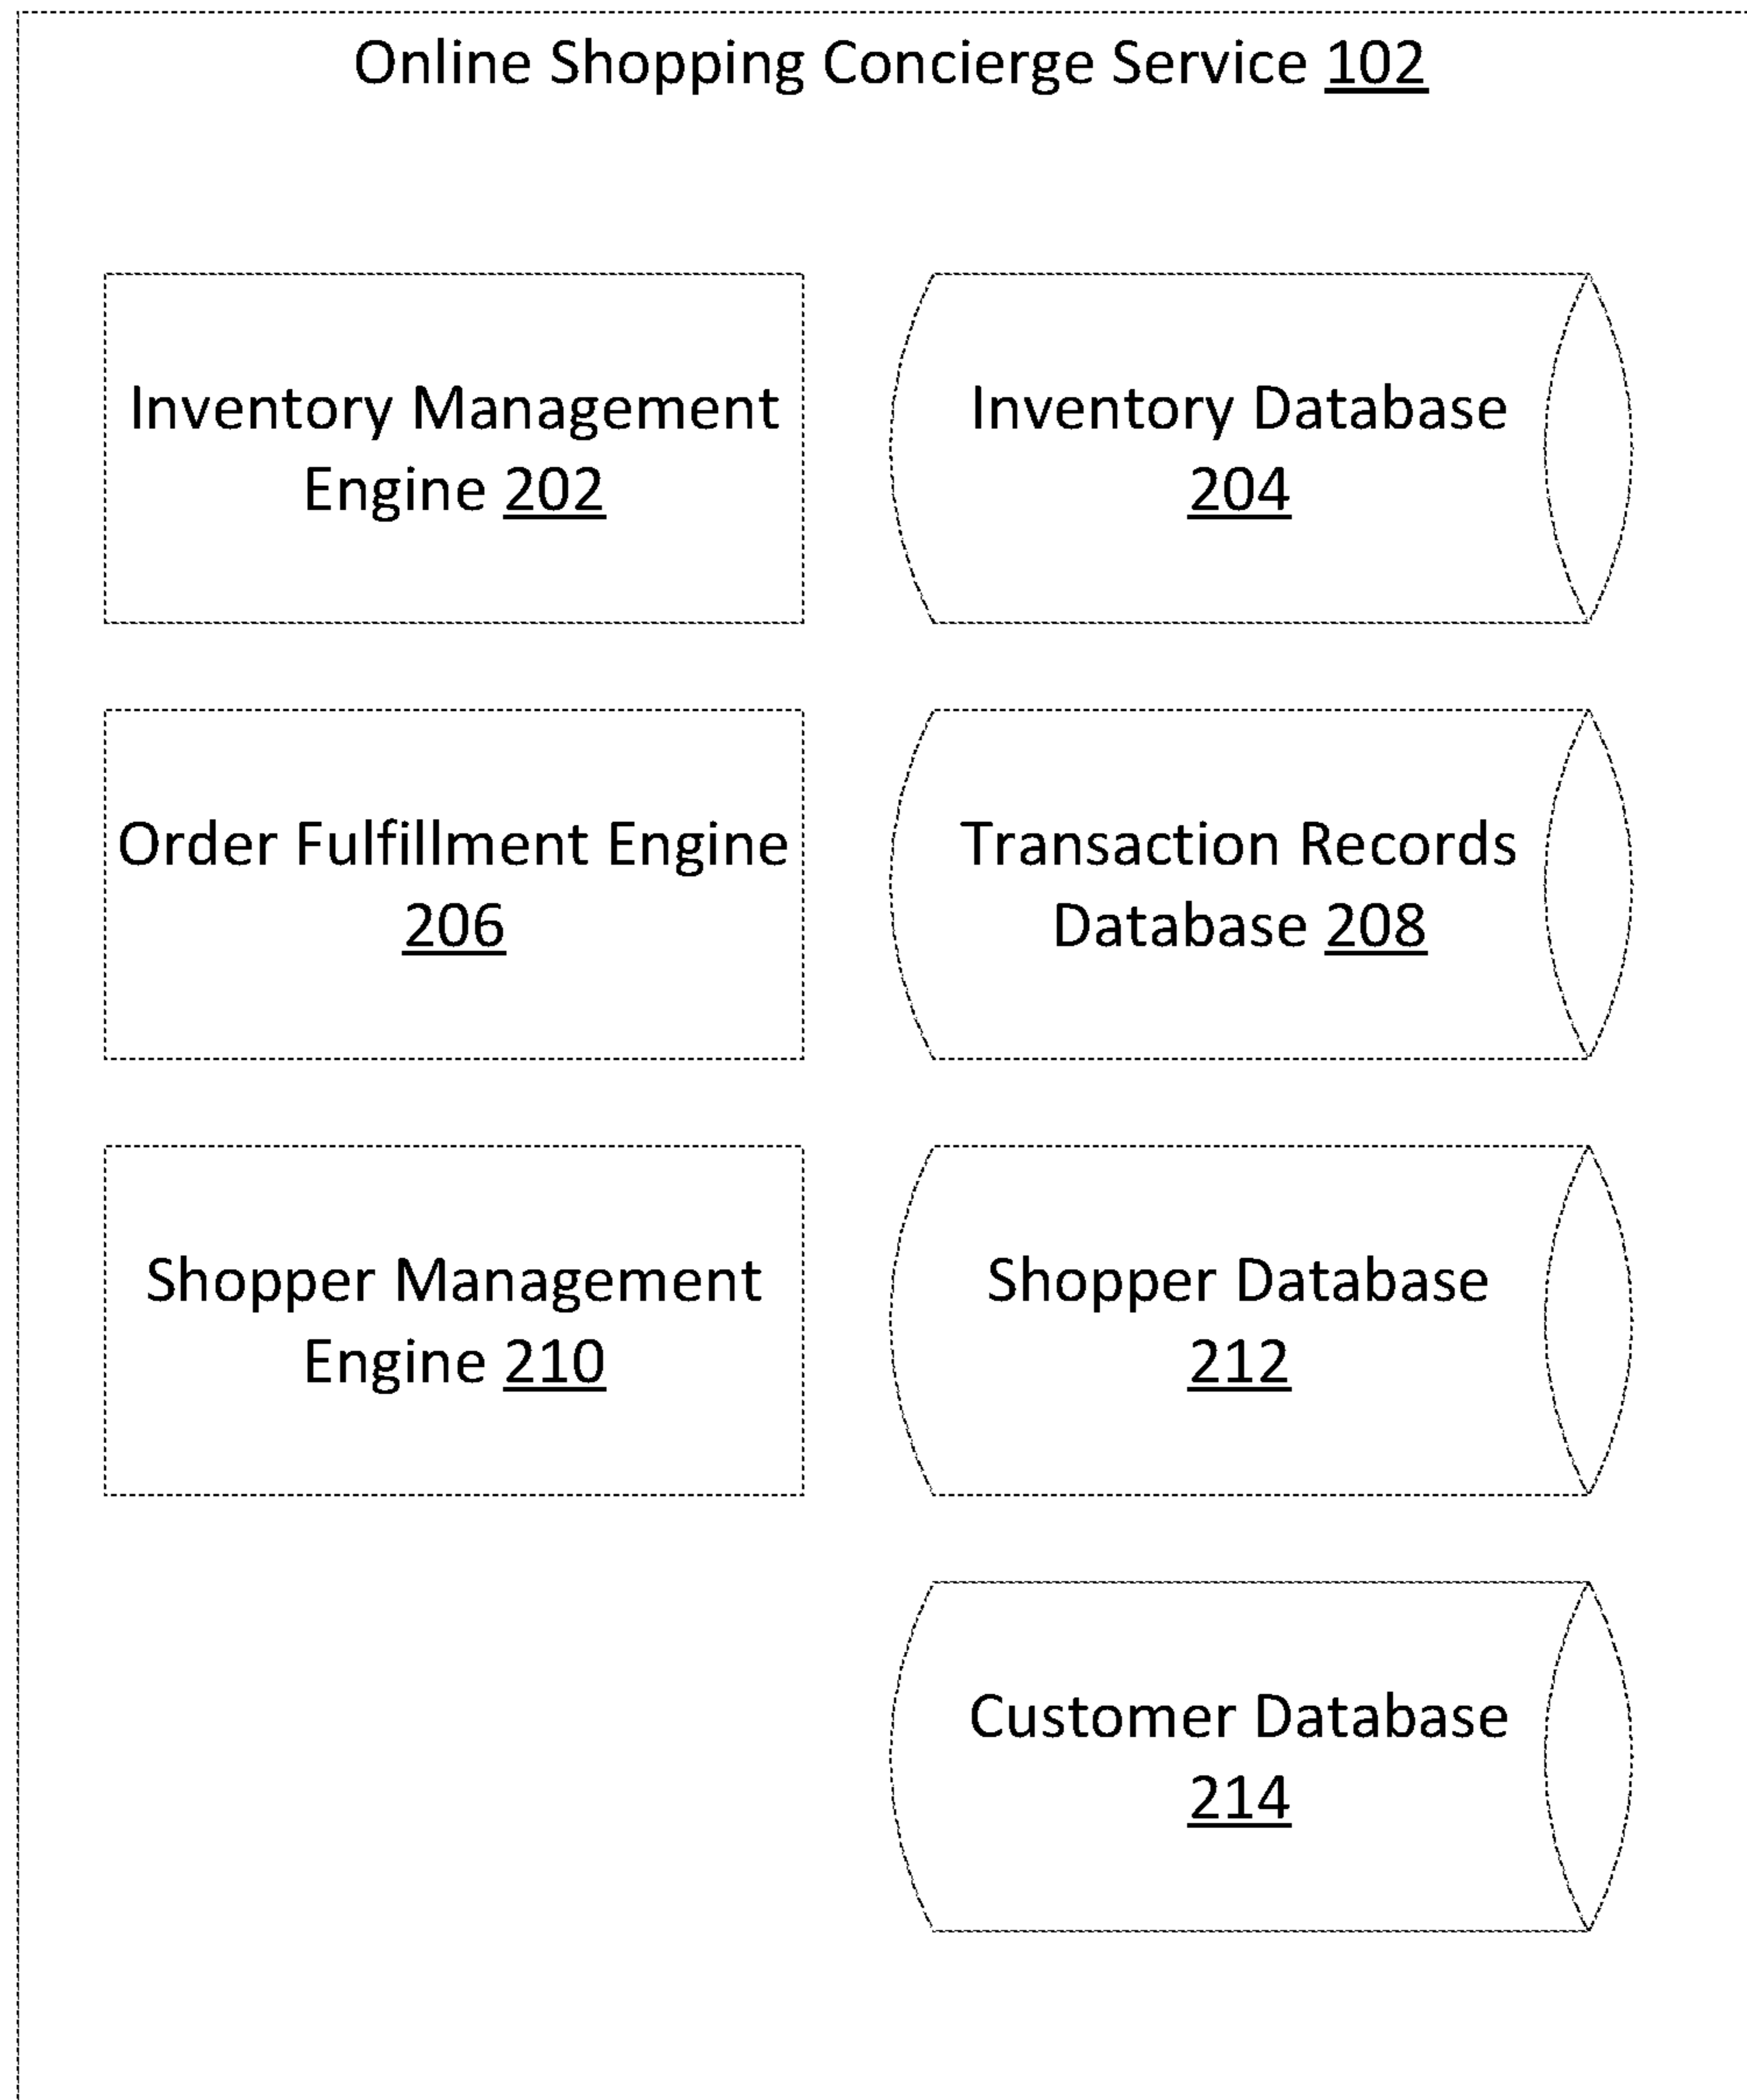 Online Shopping Concierge Service 102
Inventory Management
Engine 202
Inventory Database
204
Order Fulfillment Engine
206
Transaction Records
Database 208
Shopper Management
Engine 210
Shopper Database
212
Customer Database
214